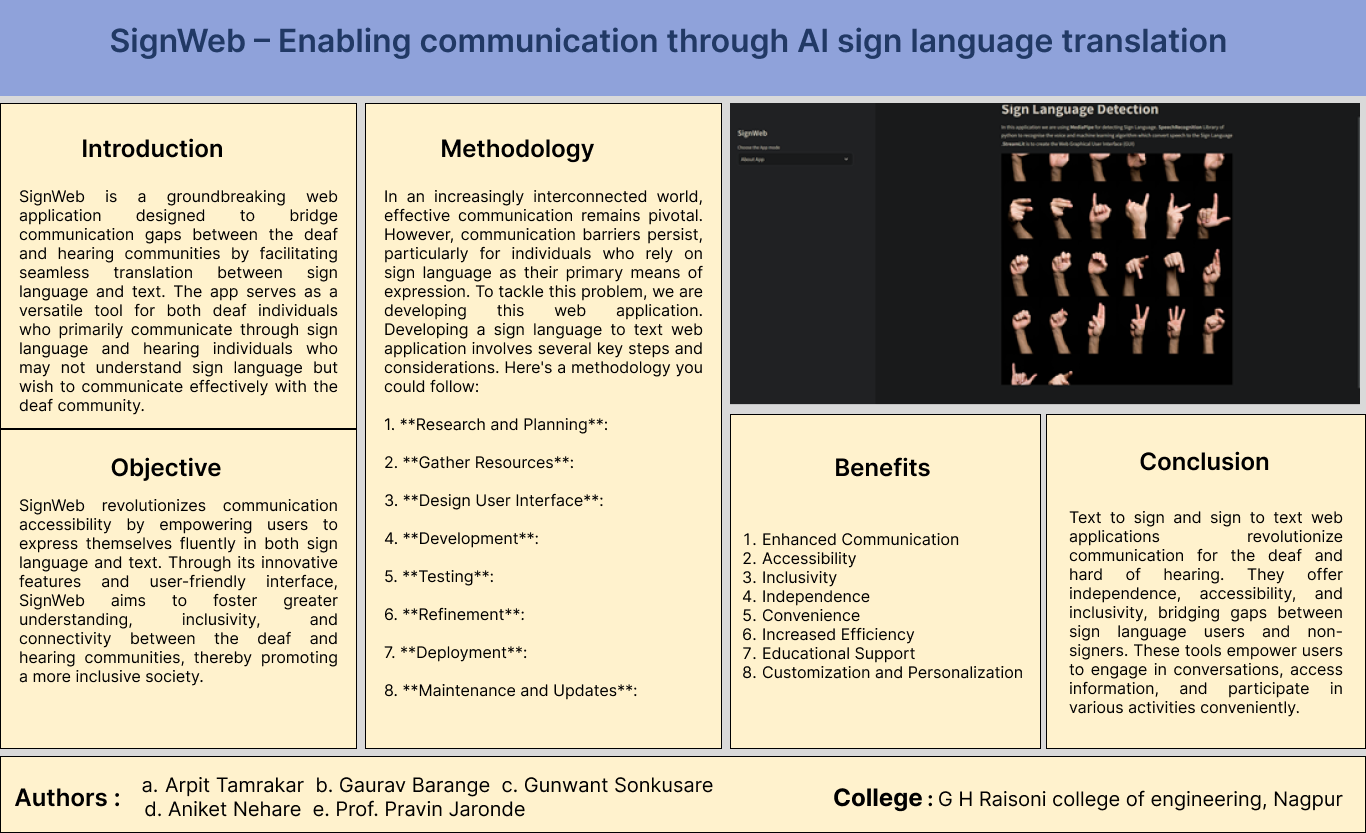 SignWeb – Enabling communication through AI sign language translation
Introduction
SignWeb is a groundbreaking web
application designed to bridge
communication gaps between the deaf
and hearing communities by facilitating
seamless translation between sign
language and text. The app serves as a
versatile tool for both deaf individuals
who primarily communicate through sign
language and hearing individuals who
may not understand sign language but
wish to communicate effectively with the
deaf community.
Objective
SignWeb revolutionizes communication
accessibility by empowering users to
express themselves fluently in both sign
language and text. Through its innovative
features and user-friendly interface,
SignWeb aims to foster greater
understanding, inclusivity, and
connectivity between the deaf and
hearing communities, thereby promoting
a more inclusive society.
Methodology
In an increasingly interconnected world,
effective communication remains pivotal.
However, communication barriers persist,
particularly for individuals who rely on
sign language as their primary means of
expression. To tackle this problem, we are
developing this web application.
Developing a sign language to text web
application involves several key steps and
considerations. Here's a methodology you
could follow:
1. **Research and Planning**:
2. **Gather Resources**:
3. **Design User Interface**:
4. **Development**:
5. **Testing**:
6. **Refinement**:
7. **Deployment**:
8. **Maintenance and Updates**:
SignWeb
Choose the App mode
About App
Sign Language Detection
In this application we are using MediaPipe for detecting Sign Language. SpeechRecognition Library of
python to recognise the voice and machine learning algorithm which convert speech to the Sign Language
.StreamLit is to create the Web Graphical User Interface (GUI)
Benefits
1. Enhanced Communication
2. Accessibility
3. Inclusivity
4. Independence
5. Convenience
6. Increased Efficiency
7. Educational Support
8. Customization and Personalization
Conclusion
Text to sign and sign to text web
applications revolutionize
communication for the deaf and
hard of hearing. They offer
independence, accessibility, and
inclusivity, bridging gaps between
sign language users and non-
signers. These tools empower users
to engage in conversations, access
information, and participate in
various activities conveniently.
Authors : a. Arpit Tamrakar b. Gaurav Barange c. Gunwant Sonkusare
d. Aniket Nehare e. Prof. Pravin Jaronde
College : G H Raisoni college of engineering, Nagpur